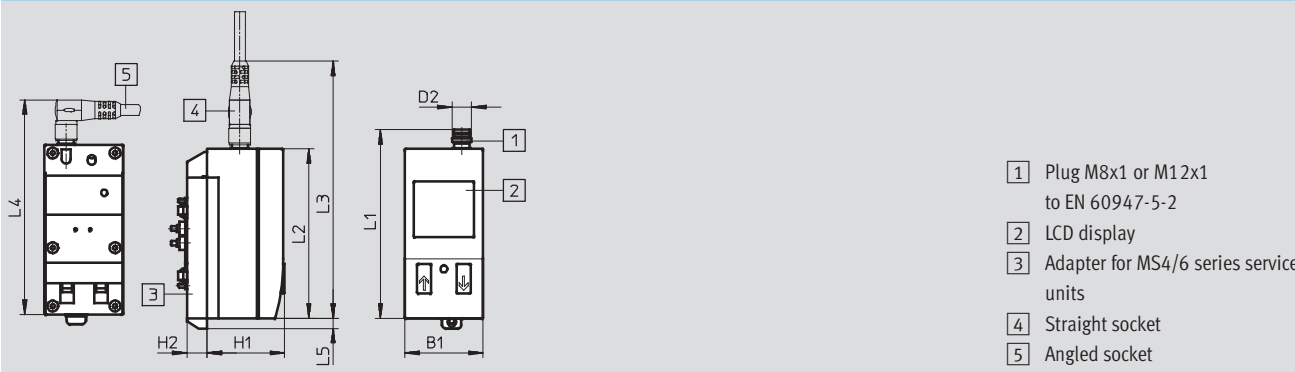 5
4
D2
1
2
L4
L3
L2
L1
3
H2
H1
L5
B1
1 Plug M8x1 or M12x1
to EN 60947-5-2
2 LCD display
3 Adapter for MS4/6 series service
units
4 Straight socket
5 Angled socket